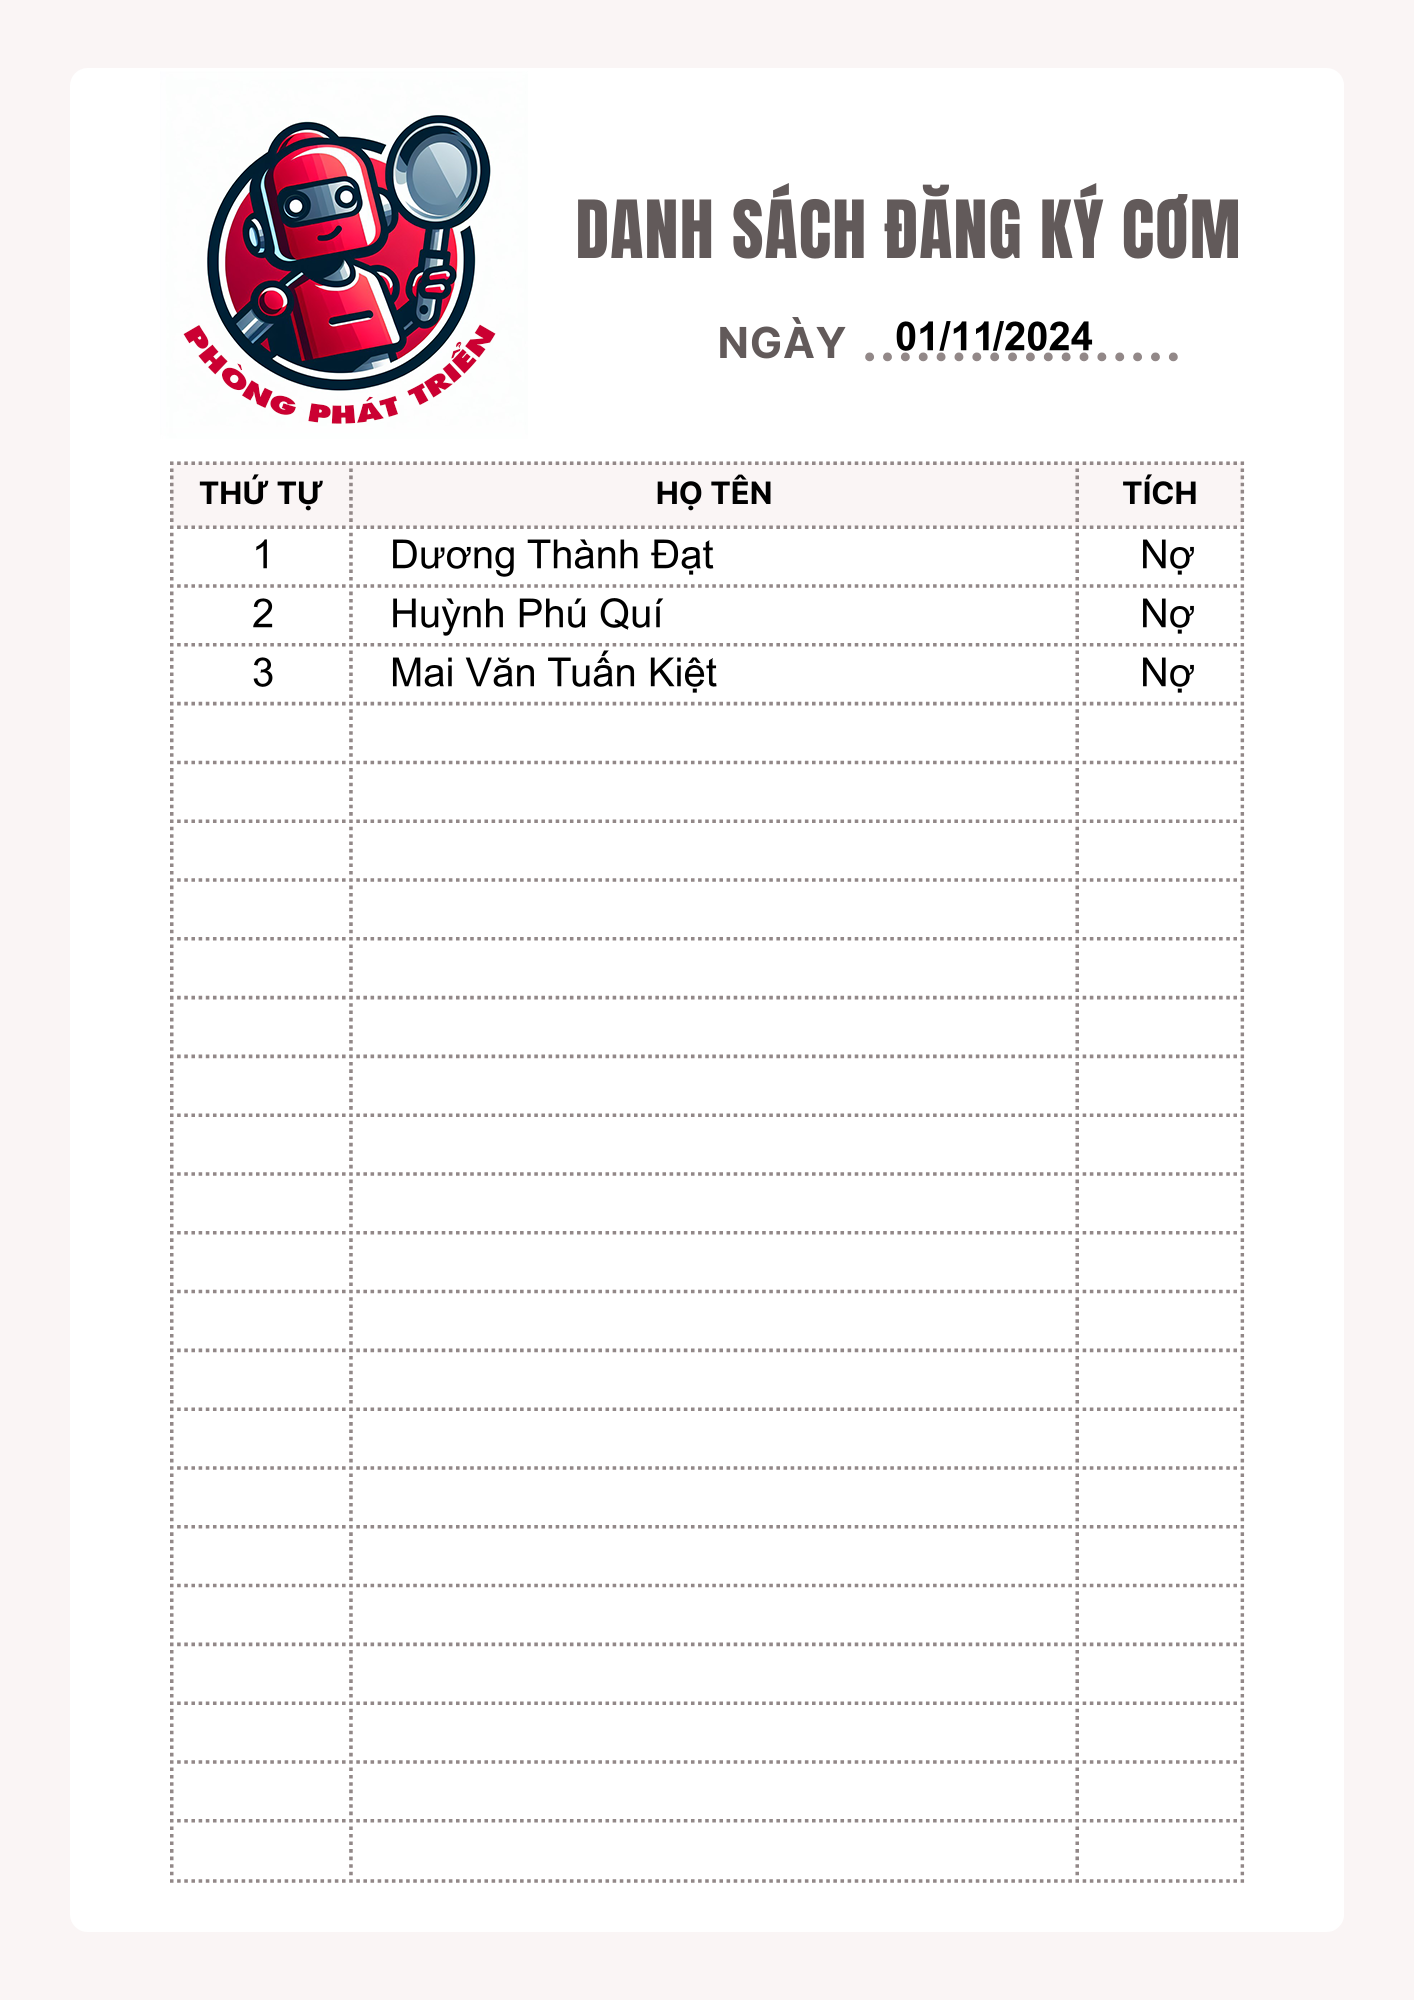 PHÒNG PHÁT TRIỂN
DANH SÁCH ĐĂNG KÝ CƠM
NGÀY 01/11/2024
THỨ TỰ HỌ TÊN TÍCH
1 Dương Thành Đạt Nợ
2 Huỳnh Phú Quí Nợ
3 Mai Văn Tuấn Kiệt Nợ